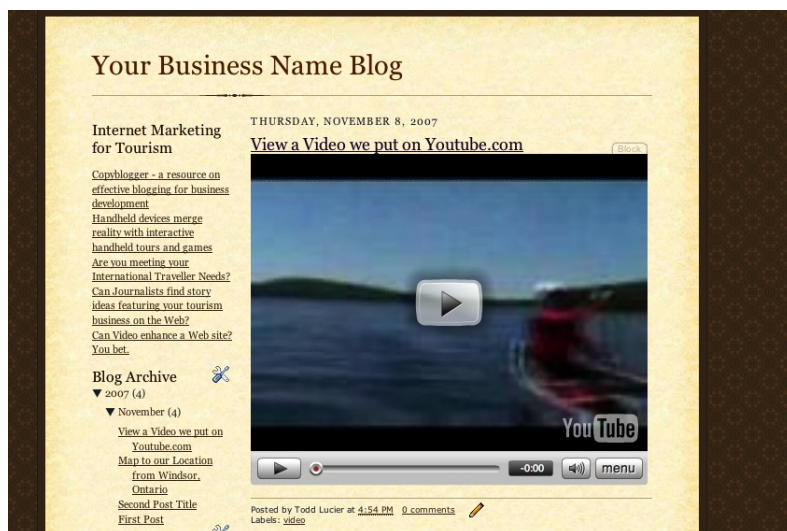 Your Business Name Blog
Internet Marketing
for Tourism
Copyblogger - a resource on
effective blogging for business
development
Handheld devices merge
reality with interactive
handheld tours and games
Are you meeting your
International Traveller Needs?
Can Journalists find story
ideas featuring your tourism
business on the Web?
Can Video enhance a Web site?
You bet.
Blog Archive
▼ 2007 (4)
▼ November (4)
View a Video we put on
Youtube.com
Map to our Location
from Windsor,
Ontario
Second Post Title
First Post
THURSDAY, NOVEMBER 8, 2007
View a Video we put on Youtube.com
Block
YouTube
-0:00
menu
Posted by Todd Lucier at 4:54 PM 0 comments
Labels: video